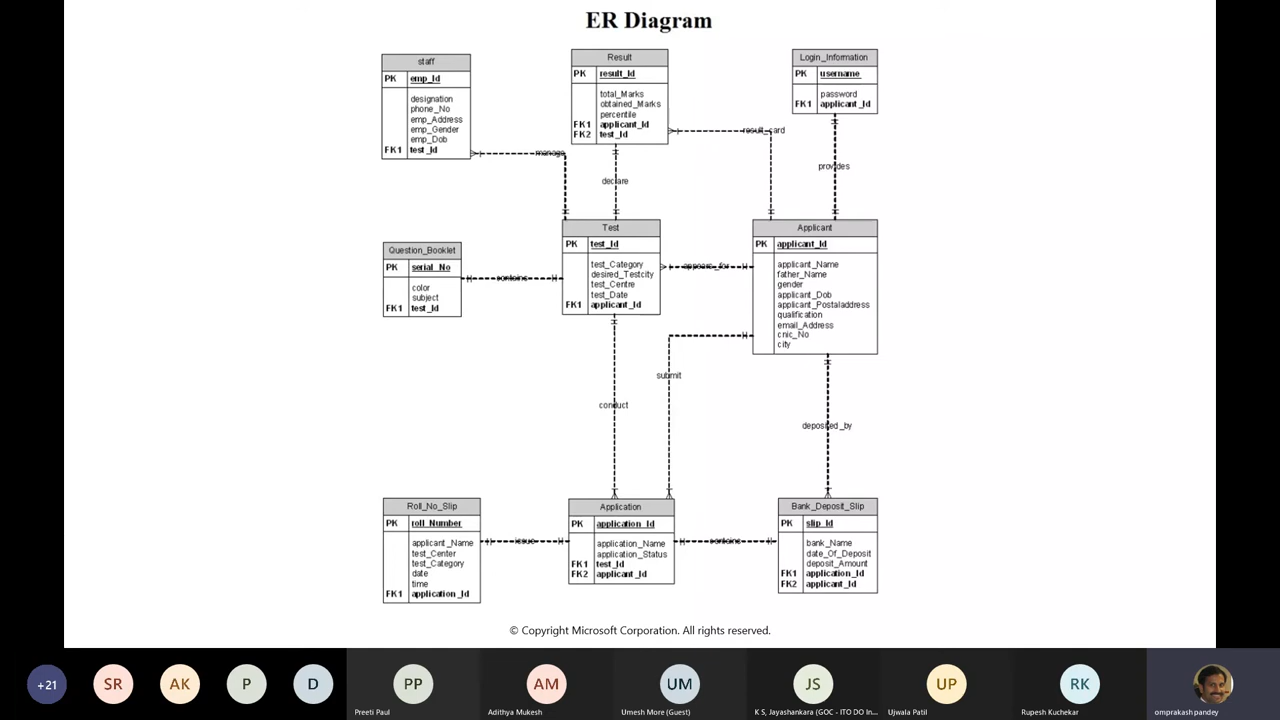 ER Diagram
staff
PK emp_Id
designation
phone_No
emp_Address
emp_Gender
emp_Dob
FK1 test_Id
Result
PK result_Id
total_Marks
obtained_Marks
percentile
FK1 applicant_Id
FK2 test_Id
Login_Information
PK username
password
FK1 applicant_Id
manage
declare
result_card
provides
Question_Booklet
PK serial_No
color
subject
FK1 test_Id
contains
Test
PK test_Id
test_Category
desired_Testcity
test_Centre
test_Date
FK1 applicant_Id
appears_for
Applicant
PK applicant_Id
applicant_Name
father_Name
gender
applicant_Dob
applicant_Postaladdress
qualification
email_Address
cnic_No
city
conduct
submit
deposited_by
Roll_No_Slip
PK roll_Number
applicant_Name
test_Center
test_Category
date
time
FK1 application_Id
issue
Application
PK application_Id
application_Name
application_Status
FK1 test_Id
FK2 applicant_Id
contains
Bank_Deposit_Slip
PK slip_Id
bank_Name
date_Of_Deposit
deposit_Amount
FK1 application_Id
FK2 applicant_Id
© Copyright Microsoft Corporation. All rights reserved.
+21 SR AK P D PP AM UM JS UP RK
Preeti Paul Adithya Mukesh Umesh More (Guest) K S, Jayashankara (GOC - ITO DO In... Ujwala Patil Rupesh Kuchekar omprakash pandey